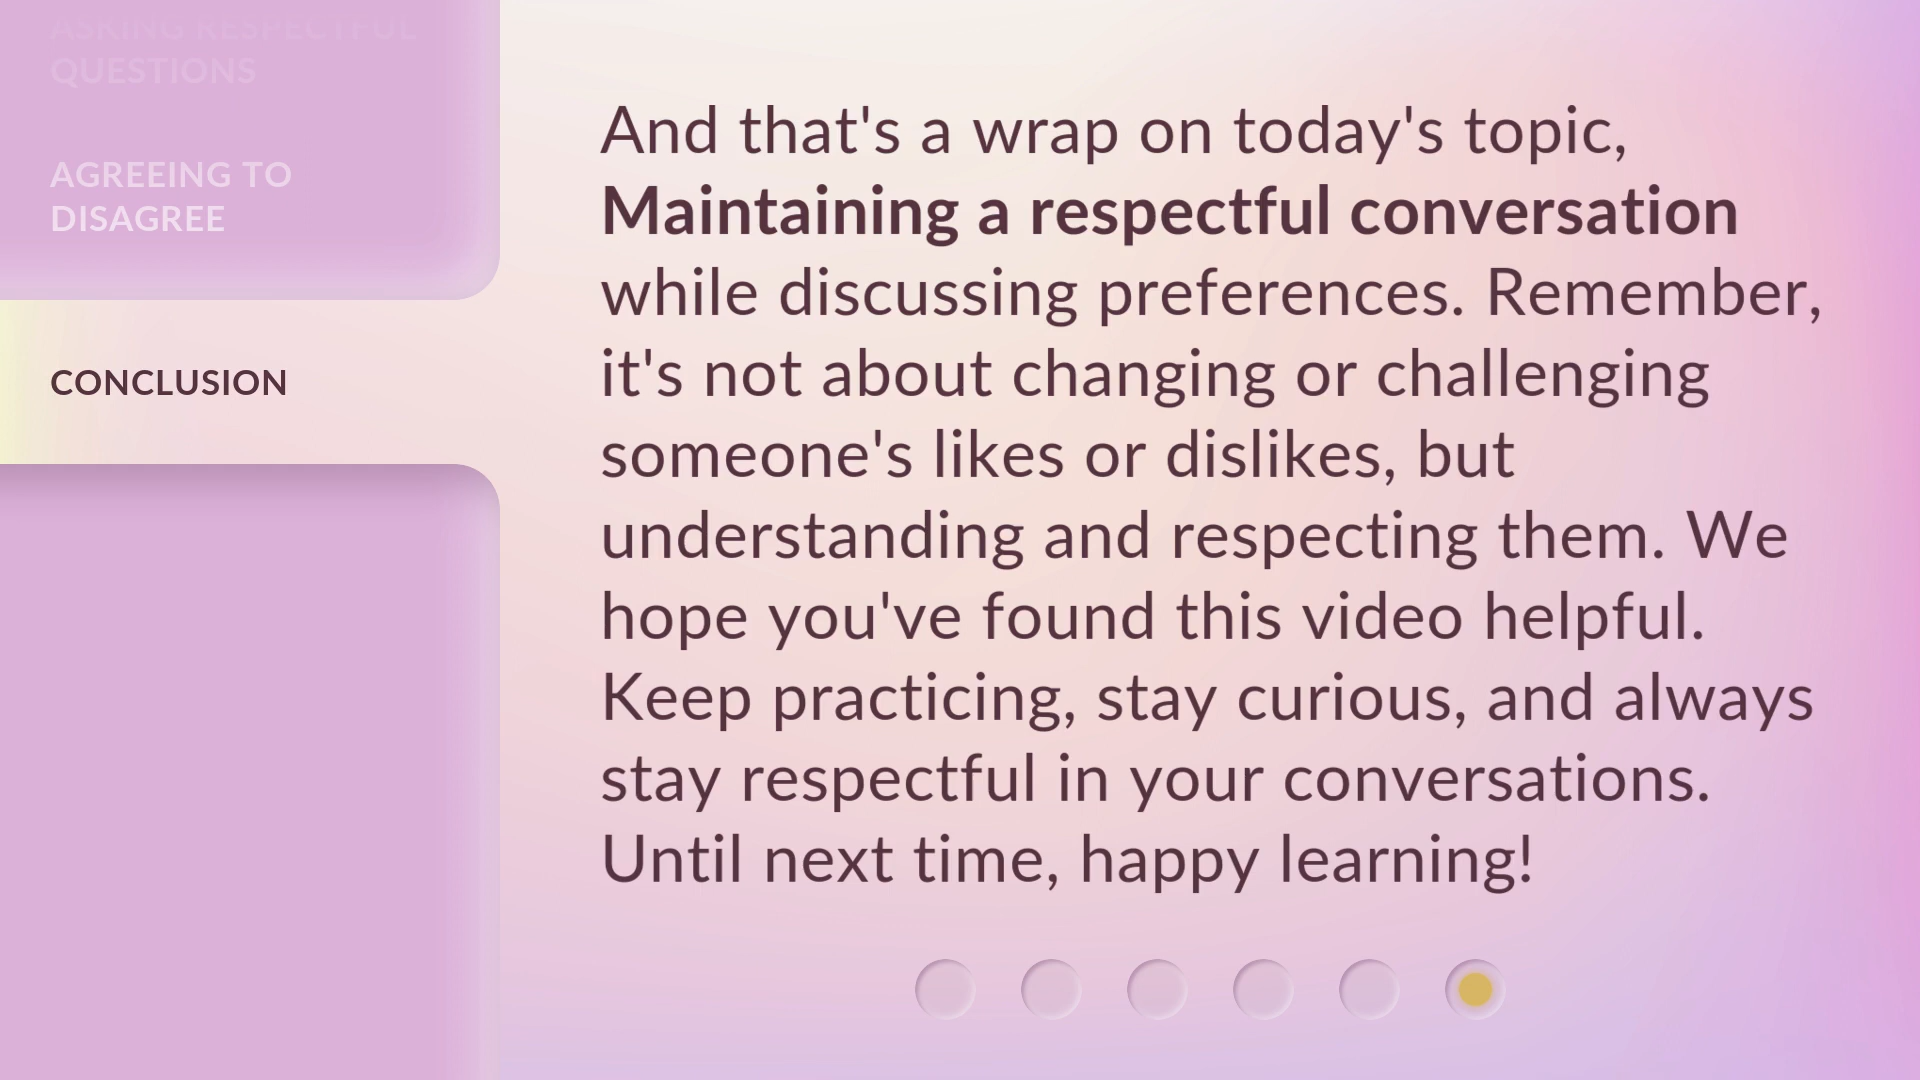 ASKING RESPECTFUL
QUESTIONS
AGREEING TO
DISAGREE
CONCLUSION
And that's a wrap on today's topic,
Maintaining a respectful conversation
while discussing preferences. Remember,
it's not about changing or challenging
someone's likes or dislikes, but
understanding and respecting them. We
hope you've found this video helpful.
Keep practicing, stay curious, and always
stay respectful in your conversations.
Until next time, happy learning!